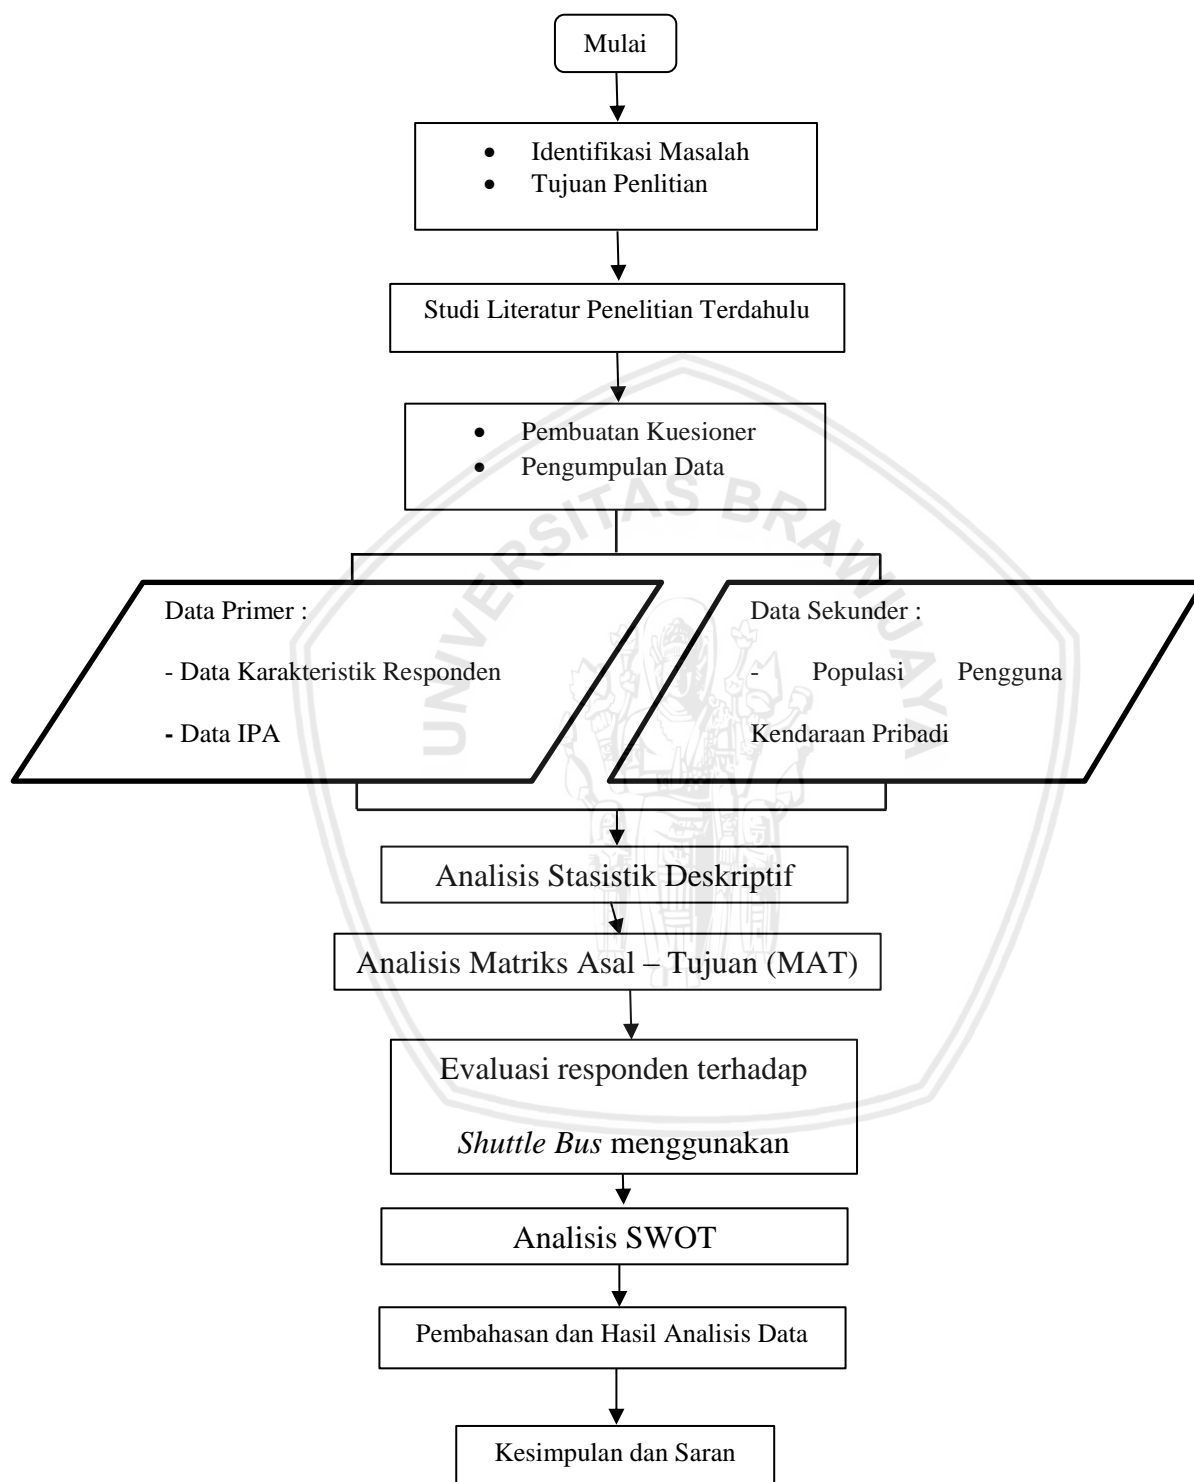 Mulai
• Identifikasi Masalah
• Tujuan Penlitian
Studi Literatur Penelitian Terdahulu
• Pembuatan Kuesioner
• Pengumpulan Data
UNIVERSITAS BRAWIJAYA
Data Primer :
- Data Karakteristik Responden
- Data IPA
Data Sekunder :
- Populasi Pengguna
Kendaraan Pribadi
Analisis Stasistik Deskriptif
Analisis Matriks Asal – Tujuan (MAT)
Evaluasi responden terhadap
Shuttle Bus menggunakan
Analisis SWOT
Pembahasan dan Hasil Analisis Data
Kesimpulan dan Saran